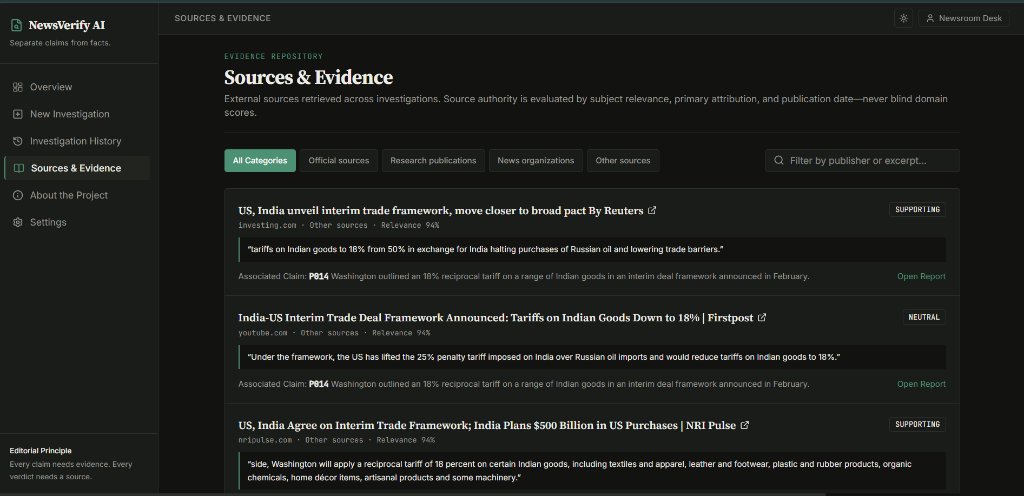 NewsVerify AI
Separate claims from facts.
Overview
New Investigation
Investigation History
Sources & Evidence
About the Project
Settings
Editorial Principle
Every claim needs evidence. Every
verdict needs a source.
SOURCES & EVIDENCE
Newsroom Desk
EVIDENCE REPOSITORY
Sources & Evidence
External sources retrieved across investigations. Source authority is evaluated by subject relevance, primary attribution, and publication date—never blind domain
scores.
All Categories
Official sources
Research publications
News organizations
Other sources
Filter by publisher or excerpt...
US, India unveil interim trade framework, move closer to broad pact By Reuters
SUPPORTING
investing.com · Other sources · Relevance 94%
“tariffs on Indian goods to 18% from 50% in exchange for India halting purchases of Russian oil and lowering trade barriers.”
Associated Claim: P014 Washington outlined an 18% reciprocal tariff on a range of Indian goods in an interim deal framework announced in February.
Open Report
India-US Interim Trade Deal Framework Announced: Tariffs on Indian Goods Down to 18% | Firstpost
NEUTRAL
youtube.com · Other sources · Relevance 94%
“Under the framework, the US has lifted the 25% penalty tariff imposed on India over Russian oil imports and would reduce tariffs on Indian goods to 18%.”
Associated Claim: P014 Washington outlined an 18% reciprocal tariff on a range of Indian goods in an interim deal framework announced in February.
Open Report
US, India Agree on Interim Trade Framework; India Plans $500 Billion in US Purchases | NRI Pulse
SUPPORTING
nripulse.com · Other sources · Relevance 94%
“side, Washington will apply a reciprocal tariff of 18 percent on certain Indian goods, including textiles and apparel, leather and footwear, plastic and rubber products, organic
chemicals, home décor items, artisanal products and some machinery.”